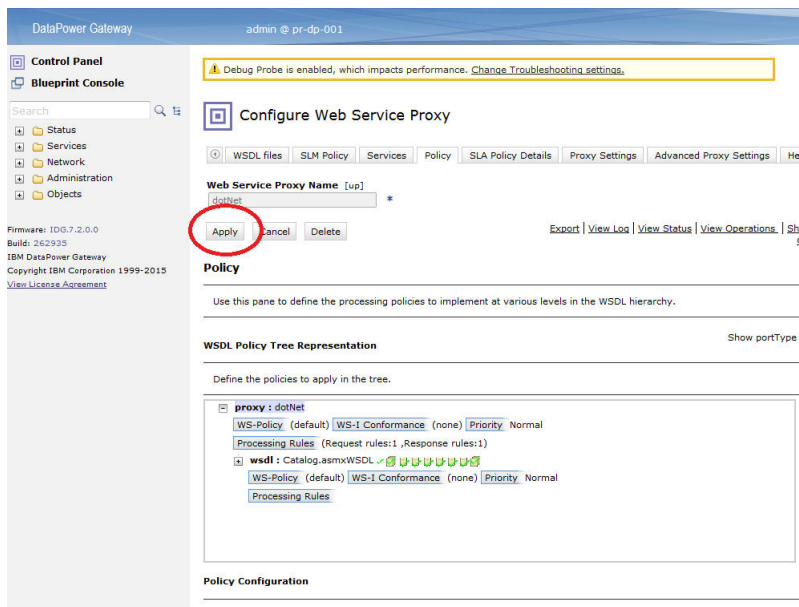 DataPower Gateway
admin @ pr-dp-001
Control Panel
Blueprint Console
Search
Status
Services
Network
Administration
Objects
Firmware: IDG.7.2.0.0
Build: 262935
IBM DataPower Gateway
Copyright IBM Corporation 1999-2015
View License Agreement
Debug Probe is enabled, which impacts performance. Change Troubleshooting settings.
Configure Web Service Proxy
WSDL files SLM Policy Services Policy SLA Policy Details Proxy Settings Advanced Proxy Settings He
Web Service Proxy Name [up]
dotNet *
Apply Cancel Delete
Export | View Log | View Status | View Operations | Sh
Policy
Use this pane to define the processing policies to implement at various levels in the WSDL hierarchy.
WSDL Policy Tree Representation
Show portType
Define the policies to apply in the tree.
proxy : dotNet
WS-Policy (default) WS-I Conformance (none) Priority Normal
Processing Rules (Request rules:1 ,Response rules:1)
wsdl : Catalog.asmxWSDL
WS-Policy (default) WS-I Conformance (none) Priority Normal
Processing Rules
Policy Configuration